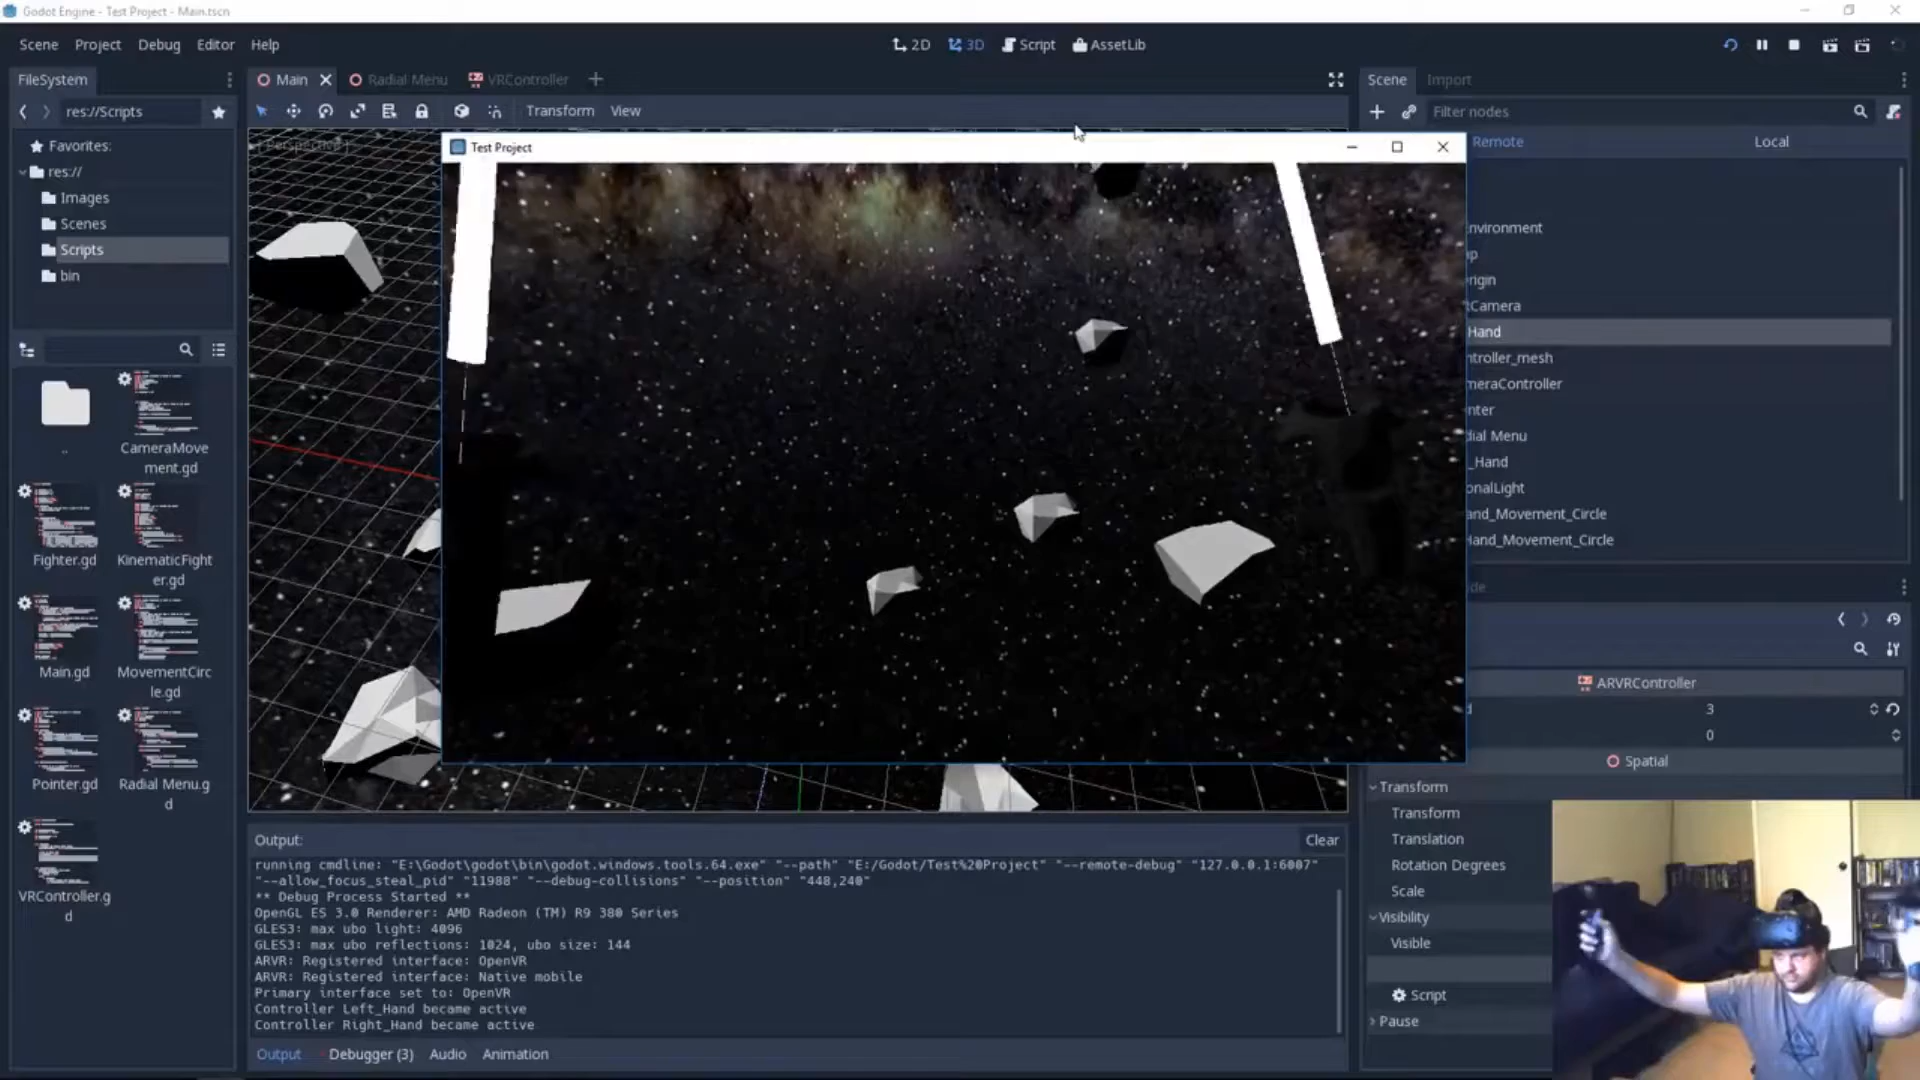 Godot Engine - Test Project - Main.tscn
Scene Project Debug Editor Help
2D 3D Script AssetLib
FileSystem
Main Radial Menu VRController
Scene Import
res://Scripts
Transform View
Filter nodes
Favorites:
res://
Images
Scenes
Scripts
bin
Perspective
Test Project
Remote Local
nvironment
rigin
Camera
Hand
ntroller_mesh
meraController
nter
dial Menu
_Hand
onalLight
and_Movement_Circle
Hand_Movement_Circle
..
CameraMove
ment.gd
Fighter.gd
KinematicFight
er.gd
Main.gd
MovementCirc
le.gd
Pointer.gd
Radial Menu.g
d
VRController.g
d
ARVRController
3
0
Spatial
Transform
Transform
Translation
Rotation Degrees
Scale
Visibility
Visible
Script
Pause
Output:
Clear
running cmdline: "E:\Godot\godot\bin\godot.windows.tools.64.exe" "--path" "E:/Godot/Test%20Project" "--remote-debug" "127.0.0.1:6007"
"--allow_focus_steal_pid" "11988" "--debug-collisions" "--position" "448,240"
** Debug Process Started **
OpenGL ES 3.0 Renderer: AMD Radeon (TM) R9 380 Series
GLES3: max ubo light: 4096
GLES3: max ubo reflections: 1024, ubo size: 144
ARVR: Registered interface: OpenVR
ARVR: Registered interface: Native mobile
Primary interface set to: OpenVR
Controller Left_Hand became active
Controller Right_Hand became active
Output Debugger (3) Audio Animation